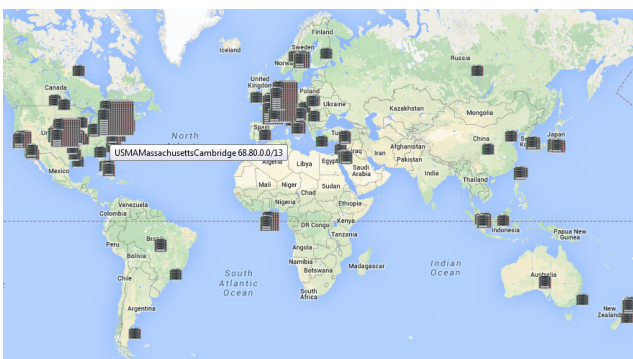 Iceland
Finland
Sweden
Norw
Russia
Canada
United
Kingdom
Poland
Ukraine
Kazakhstan
Mongolia
Spain
Tur
North
USMAMassachusettsCambridge 68.80.0.0/13
Iraq
Iran
Afghanistan
Pakistan
China
Japan
Mexico
Algeria
Libya
Egypt
Saudi
Arabia
India
Thailand
Mali
Niger
Chad
Sudan
Nigeria
Ethiopia
Venezuela
Colombia
DR Congo
Kenya
Tanzania
Indonesia
Papua New
Guinea
Peru
Brazil
Bolivia
Angola
Namibia
Botswana
Madagascar
Chile
South
Atlantic
Ocean
Indian
Ocean
Australia
South
Africa
Argentina
New
Zealand